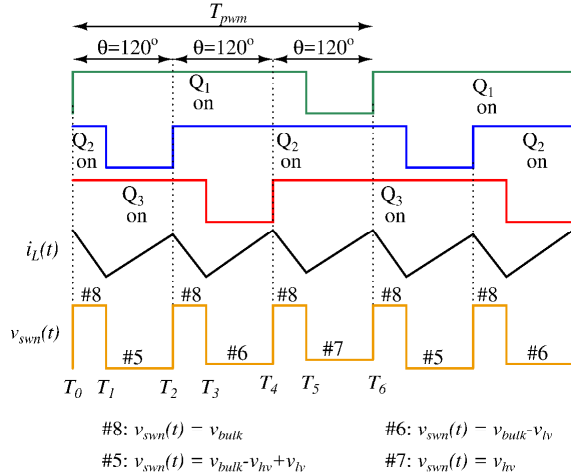 T_pwm
θ=120° θ=120° θ=120°
Q1 on Q1 on
Q2 on Q2 on Q2 on
Q3 on Q3 on
i_L(t)
#8 #8 #8 #8
v_swn(t)
#5 #6 #7 #5 #6
T0 T1 T2 T3 T4 T5 T6
#8: v_swn(t) = v_bulk #6: v_swn(t) = v_bulk-v_lv
#5: v_swn(t) = v_bulk-v_hv+v_lv #7: v_swn(t) = v_hv